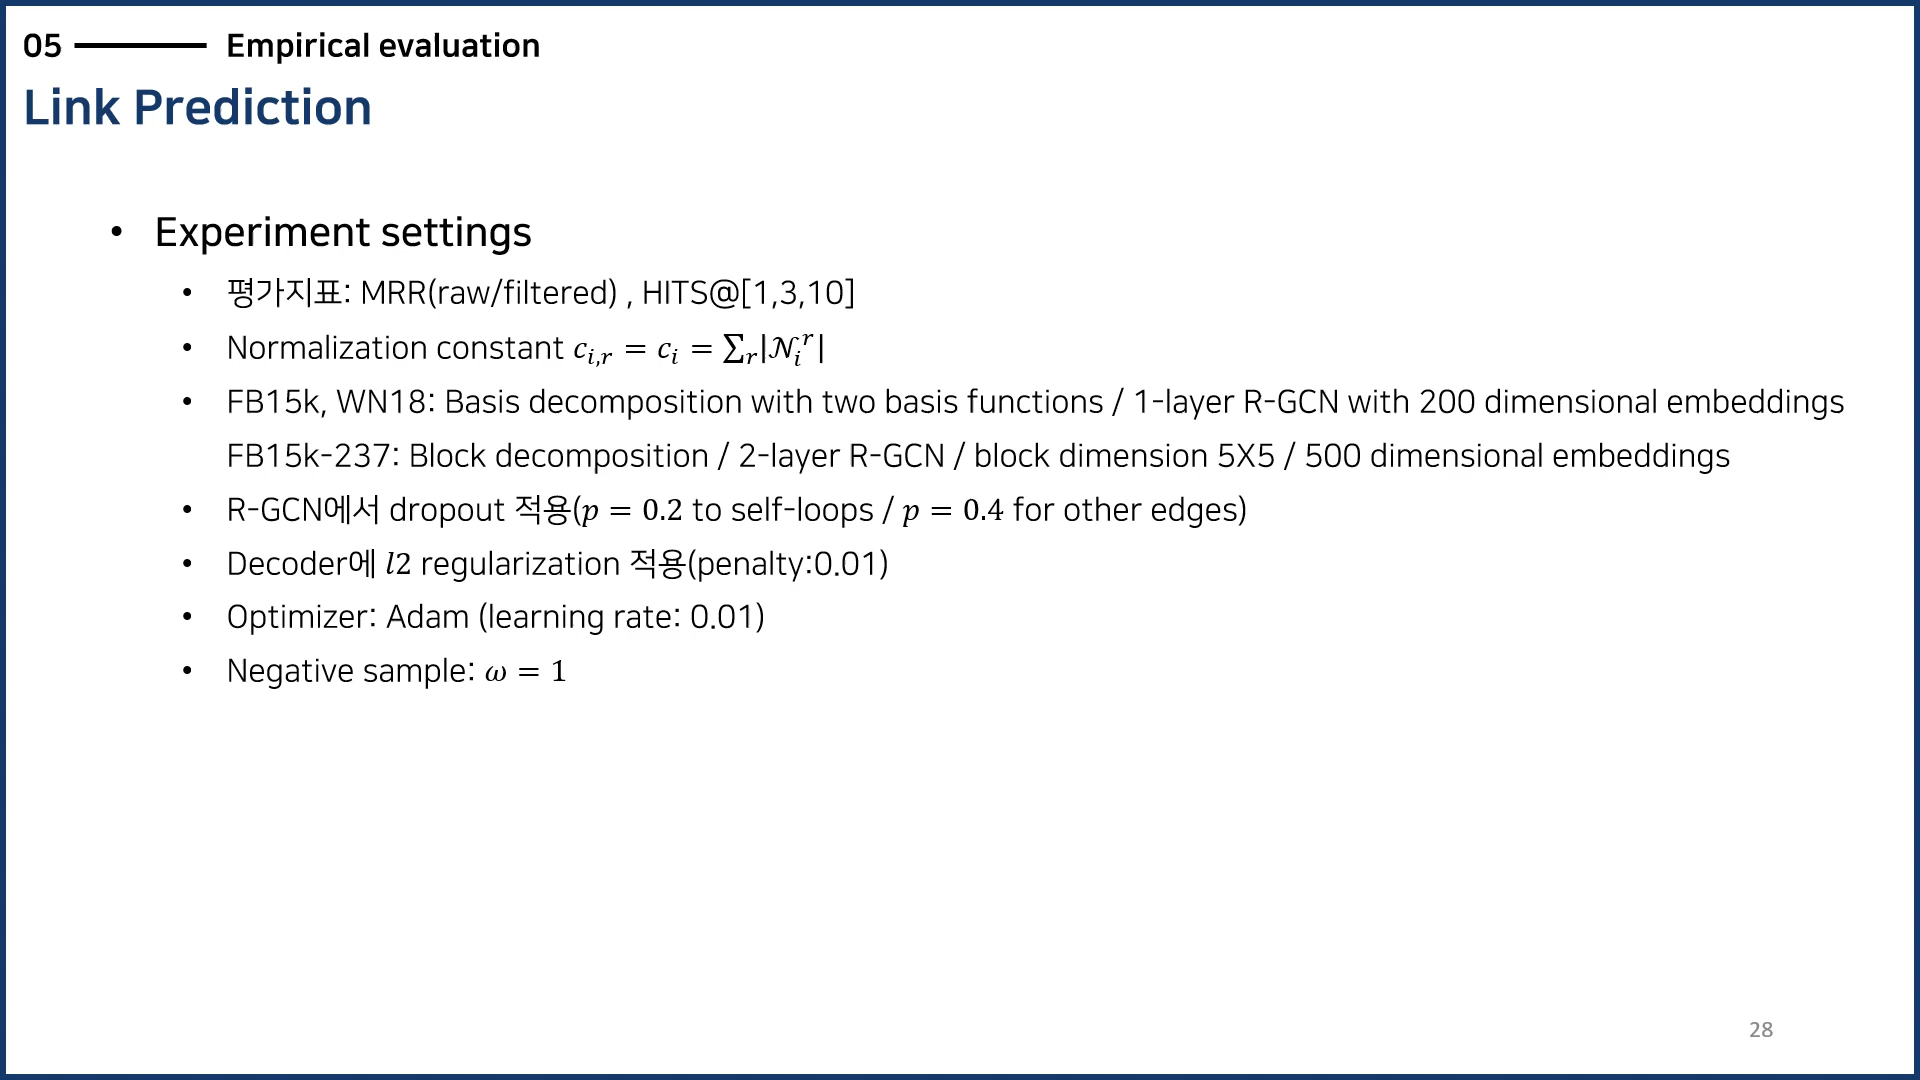 05 Empirical evaluation
Link Prediction
• Experiment settings
• 평가지표: MRR(raw/filtered) , HITS@[1,3,10]
• Normalization constant $c_{i,r} = c_i = \sum_r |\mathcal{N}_i^r|$
• FB15k, WN18: Basis decomposition with two basis functions / 1-layer R-GCN with 200 dimensional embeddings
FB15k-237: Block decomposition / 2-layer R-GCN / block dimension 5X5 / 500 dimensional embeddings
• R-GCN에서 dropout 적용($p = 0.2$ to self-loops / $p = 0.4$ for other edges)
• Decoder에 $l2$ regularization 적용(penalty:0.01)
• Optimizer: Adam (learning rate: 0.01)
• Negative sample: $\omega = 1$
28